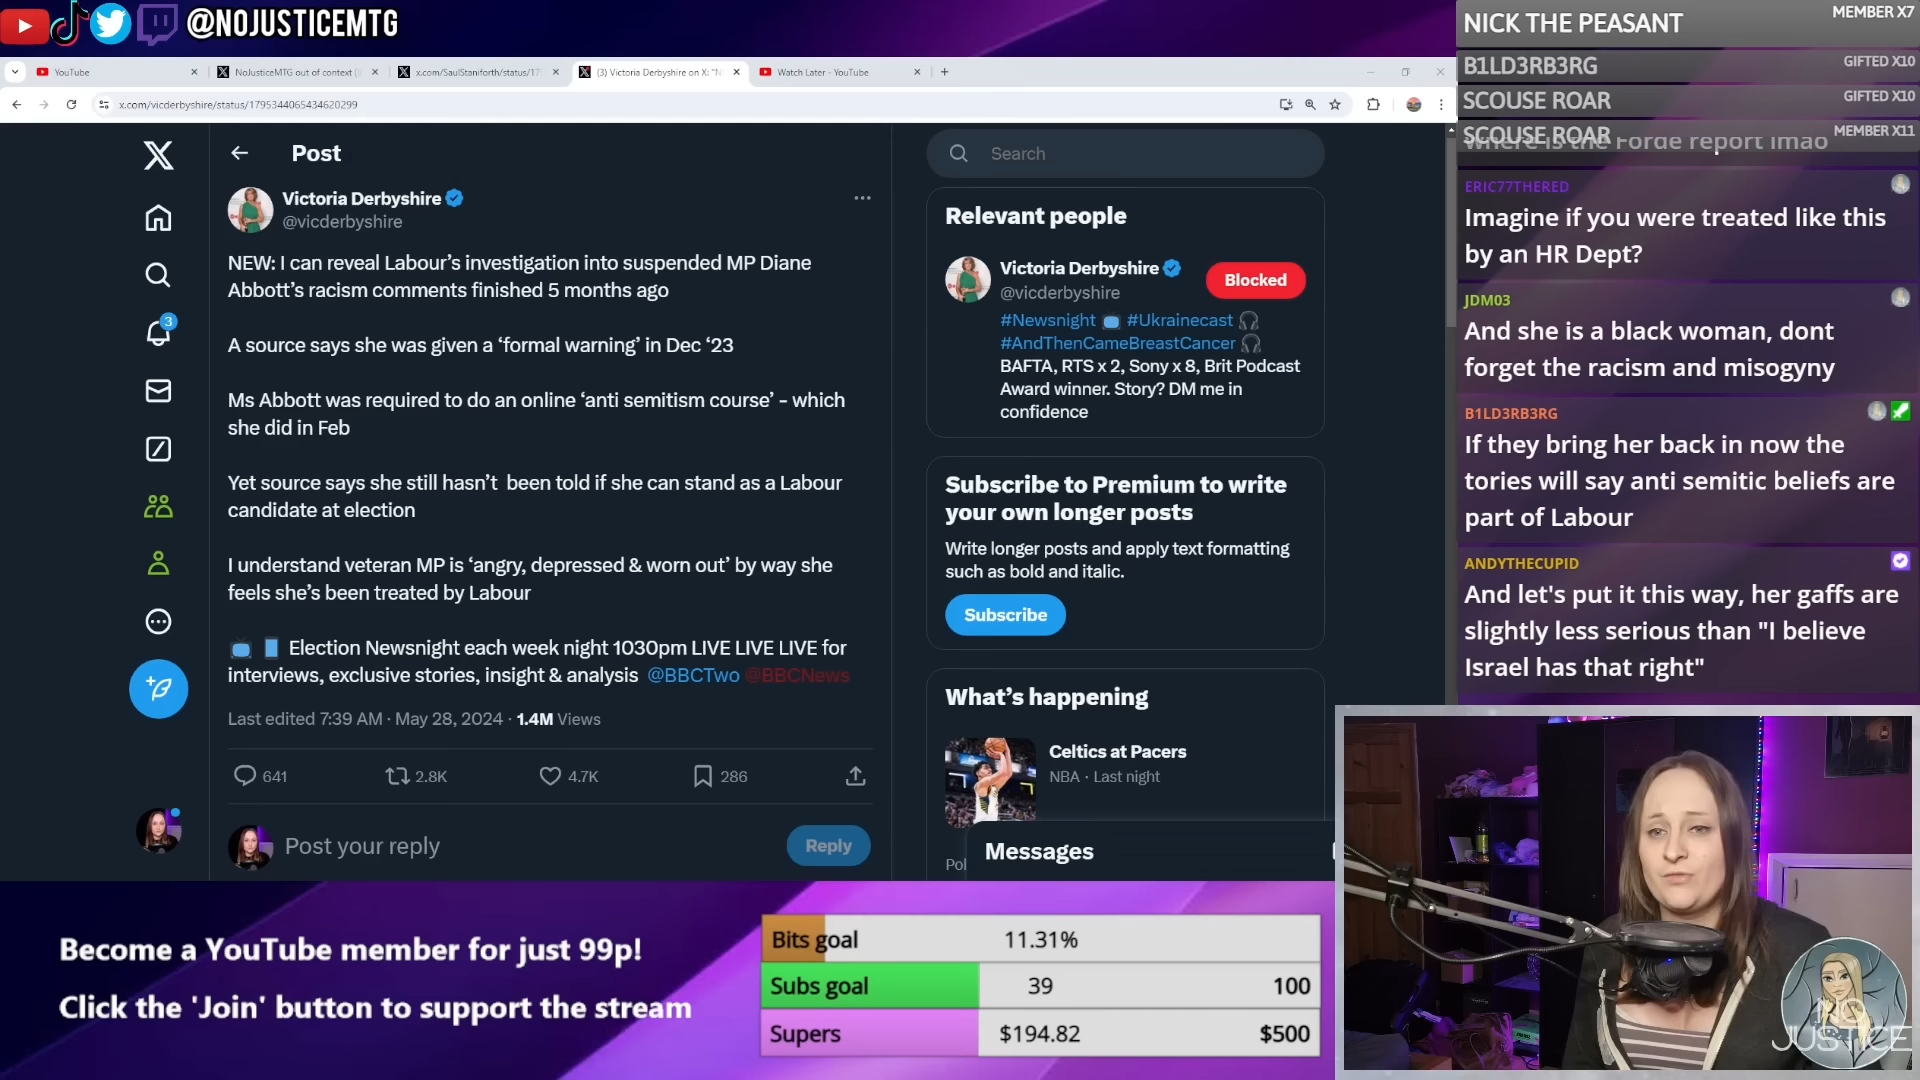 @NOJUSTICEMTG
YouTube
NoJusticeMTG out of context (@
x.com/SaulStaniforth/status/17
(3) Victoria Derbyshire on X: "N
Watch Later - YouTube
x.com/vicderbyshire/status/1795344065434620299
Post
Victoria Derbyshire
@vicderbyshire
NEW: I can reveal Labour's investigation into suspended MP Diane
Abbott's racism comments finished 5 months ago
A source says she was given a 'formal warning' in Dec '23
Ms Abbott was required to do an online 'anti semitism course' - which
she did in Feb
Yet source says she still hasn't been told if she can stand as a Labour
candidate at election
I understand veteran MP is 'angry, depressed & worn out' by way she
feels she's been treated by Labour
Election Newsnight each week night 1030pm LIVE LIVE LIVE for
interviews, exclusive stories, insight & analysis @BBCTwo @BBCNews
Last edited 7:39 AM · May 28, 2024 · 1.4M Views
641
2.8K
4.7K
286
3
Post your reply
Reply
Search
Relevant people
Victoria Derbyshire
@vicderbyshire
Blocked
#Newsnight #Ukrainecast
#AndThenCameBreastCancer
BAFTA, RTS x 2, Sony x 8, Brit Podcast
Award winner. Story? DM me in
confidence
Subscribe to Premium to write
your own longer posts
Write longer posts and apply text formatting
such as bold and italic.
Subscribe
What's happening
Celtics at Pacers
NBA · Last night
Pol
Messages
NICK THE PEASANT MEMBER X7
B1LD3RB3RG GIFTED X10
SCOUSE ROAR GIFTED X10
SCOUSE ROAR MEMBER X11
where is the Forde report lmao
ERIC77THERED
Imagine if you were treated like this
by an HR Dept?
JDM03
And she is a black woman, dont
forget the racism and misogyny
B1LD3RB3RG
If they bring her back in now the
tories will say anti semitic beliefs are
part of Labour
ANDYTHECUPID
And let's put it this way, her gaffs are
slightly less serious than "I believe
Israel has that right"
Become a YouTube member for just 99p!
Click the 'Join' button to support the stream
Bits goal 11.31%
Subs goal 39 100
Supers $194.82 $500
NO
JUSTICE